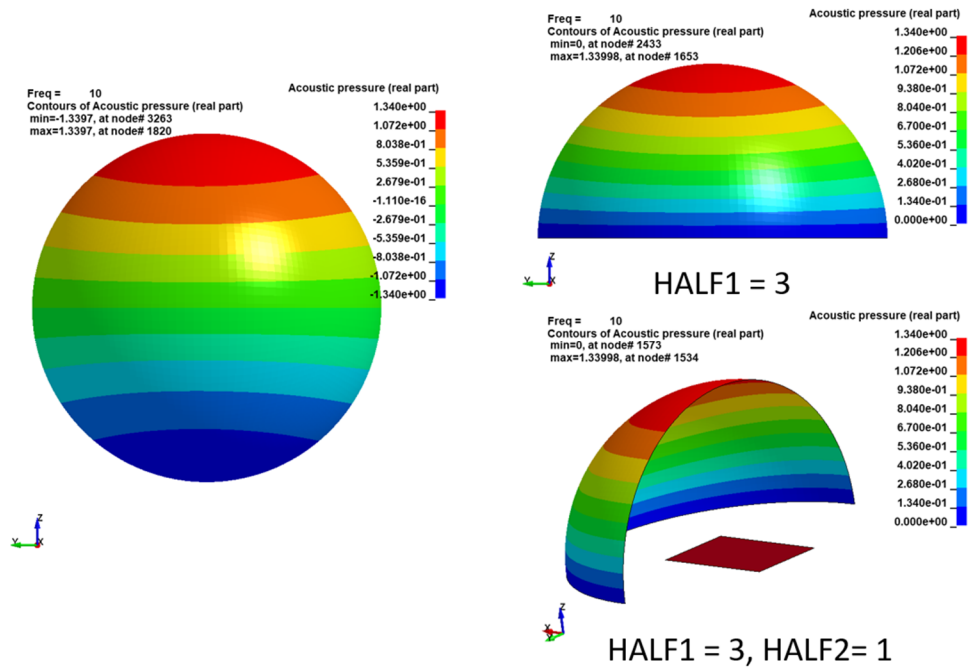 Freq = 10
Contours of Acoustic pressure (real part)
min=-1.3397, at node# 3263
max=1.3397, at node# 1820
Acoustic pressure (real part)
1.340e+00
1.072e+00
8.038e-01
5.359e-01
2.679e-01
-1.110e-16
-2.679e-01
-5.359e-01
-8.038e-01
-1.072e+00
-1.340e+00
Z
Y
X
Freq = 10
Contours of Acoustic pressure (real part)
min=0, at node# 2433
max=1.33998, at node# 1653
Acoustic pressure (real part)
1.340e+00
1.206e+00
1.072e+00
9.380e-01
8.040e-01
6.700e-01
5.360e-01
4.020e-01
2.680e-01
1.340e-01
0.000e+00
Z
Y
X
HALF1 = 3
Freq = 10
Contours of Acoustic pressure (real part)
min=0, at node# 1573
max=1.33998, at node# 1534
Acoustic pressure (real part)
1.340e+00
1.206e+00
1.072e+00
9.380e-01
8.040e-01
6.700e-01
5.360e-01
4.020e-01
2.680e-01
1.340e-01
0.000e+00
Z
X
Y
HALF1 = 3, HALF2= 1